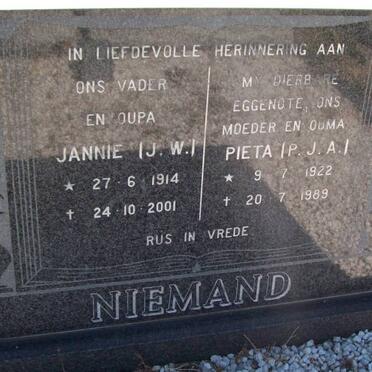 IN LIEFDEVOLLE HERINNERING AAN
ONS VADER
EN OUPA
JANNIE (J. W.)
★ 27-6-1914
✝ 24-10-2001
MY DIERBARE
EGGENOTE, ONS
MOEDER EN OUMA
PIETA (P. J. A.)
★ 9-7-1922
✝ 20-7-1989
RUS IN VREDE
NIEMAND